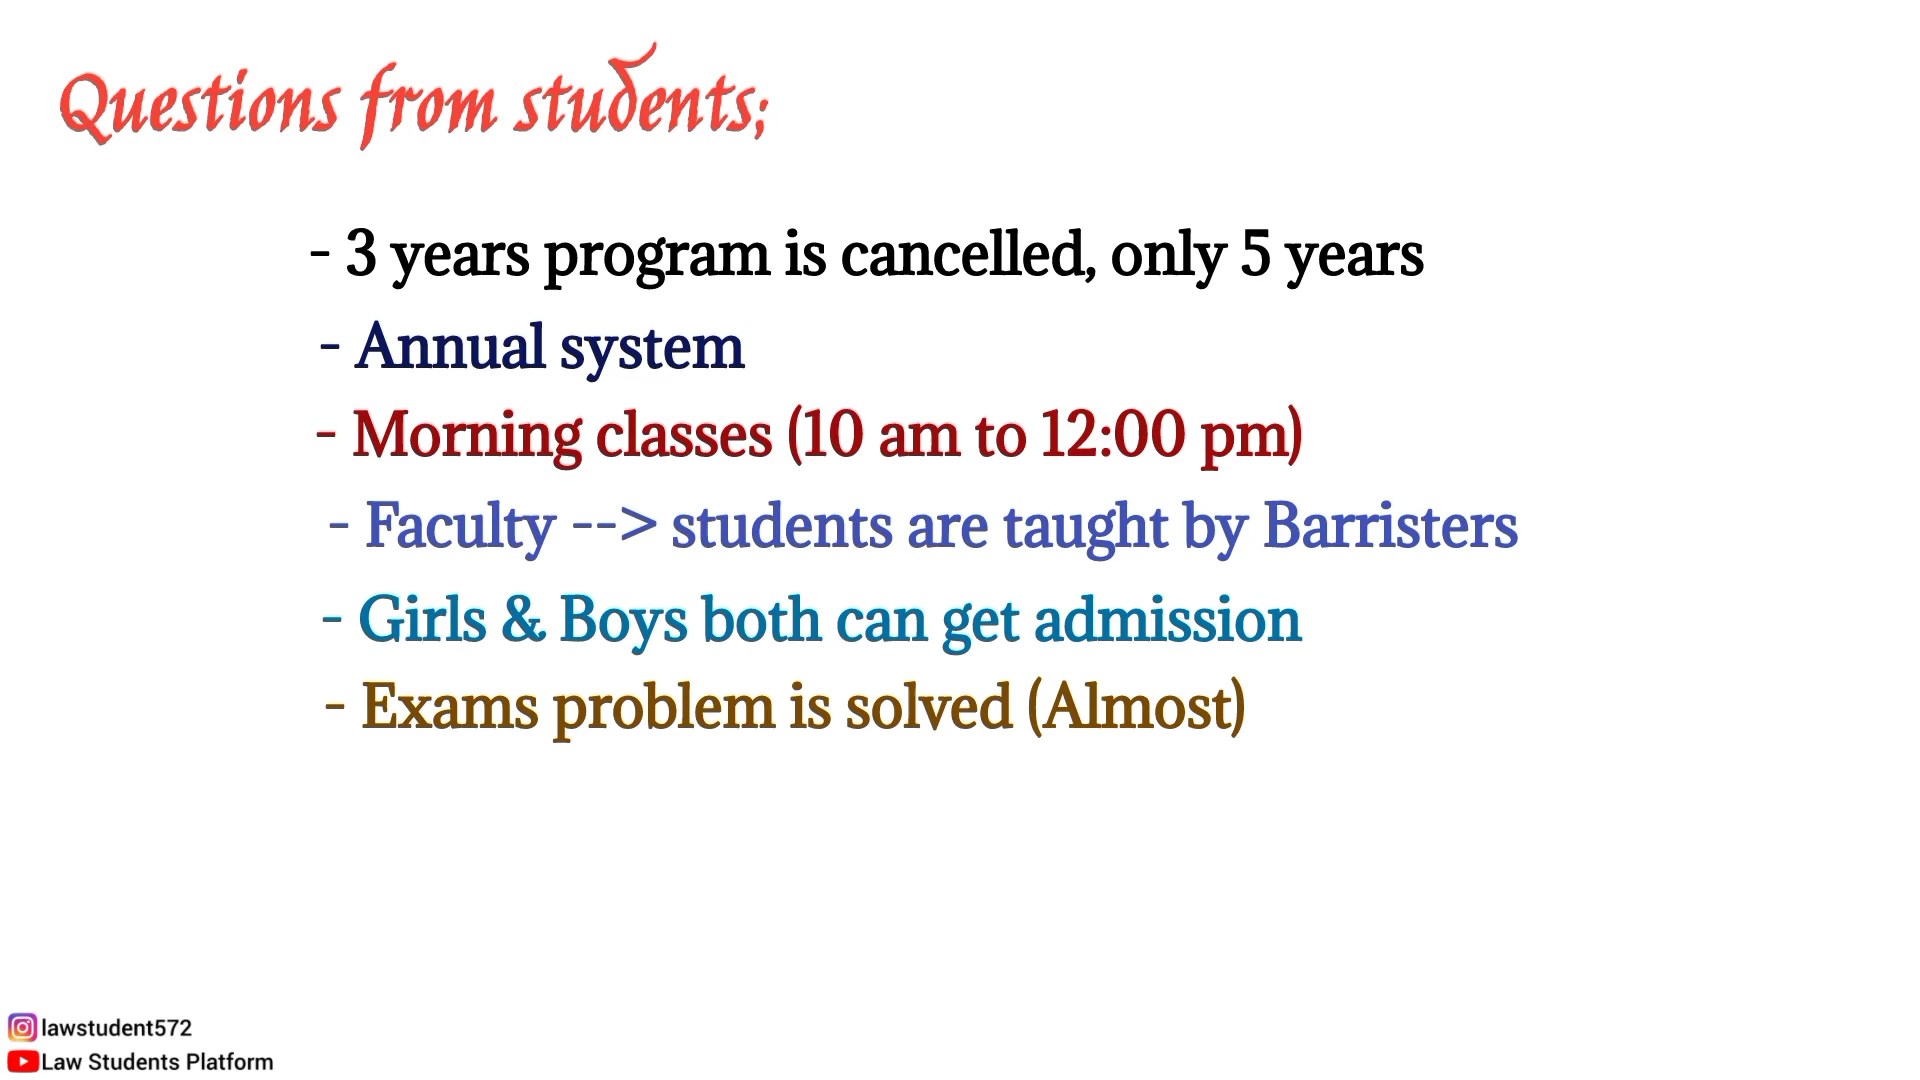 Questions from students;
- 3 years program is cancelled, only 5 years
- Annual system
- Morning classes (10 am to 12:00 pm)
- Faculty --> students are taught by Barristers
- Girls & Boys both can get admission
- Exams problem is solved (Almost)
lawstudent572
Law Students Platform